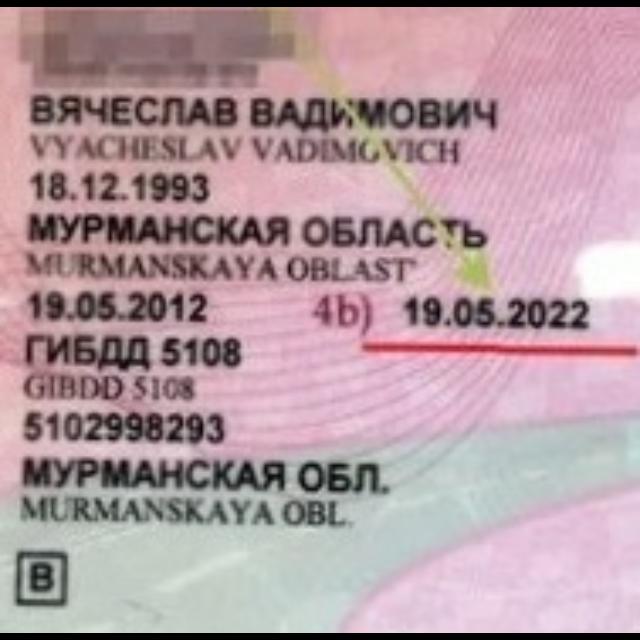 ВЯЧЕСЛАВ ВАДИМОВИЧ
VYACHESLAV VADIMOVICH
18.12.1993
МУРМАНСКАЯ ОБЛАСТЬ
MURMANSKAYA OBLAST'
19.05.2012 4b) 19.05.2022
ГИБДД 5108
GIBDD 5108
5102998293
МУРМАНСКАЯ ОБЛ.
MURMANSKAYA OBL.
B